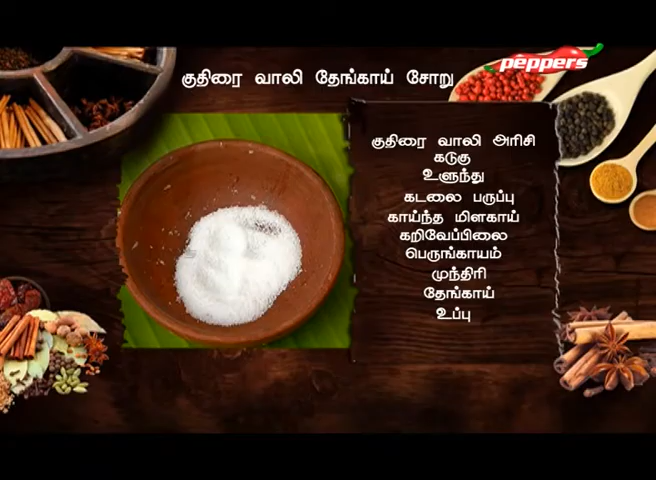 peppers
குதிரை வாலி தேங்காய் சோறு
குதிரை வாலி அரிசி
கடுகு
உளுந்து
கடலை பருப்பு
காய்ந்த மிளகாய்
கறிவேப்பிலை
பெருங்காயம்
முந்திரி
தேங்காய்
உப்பு